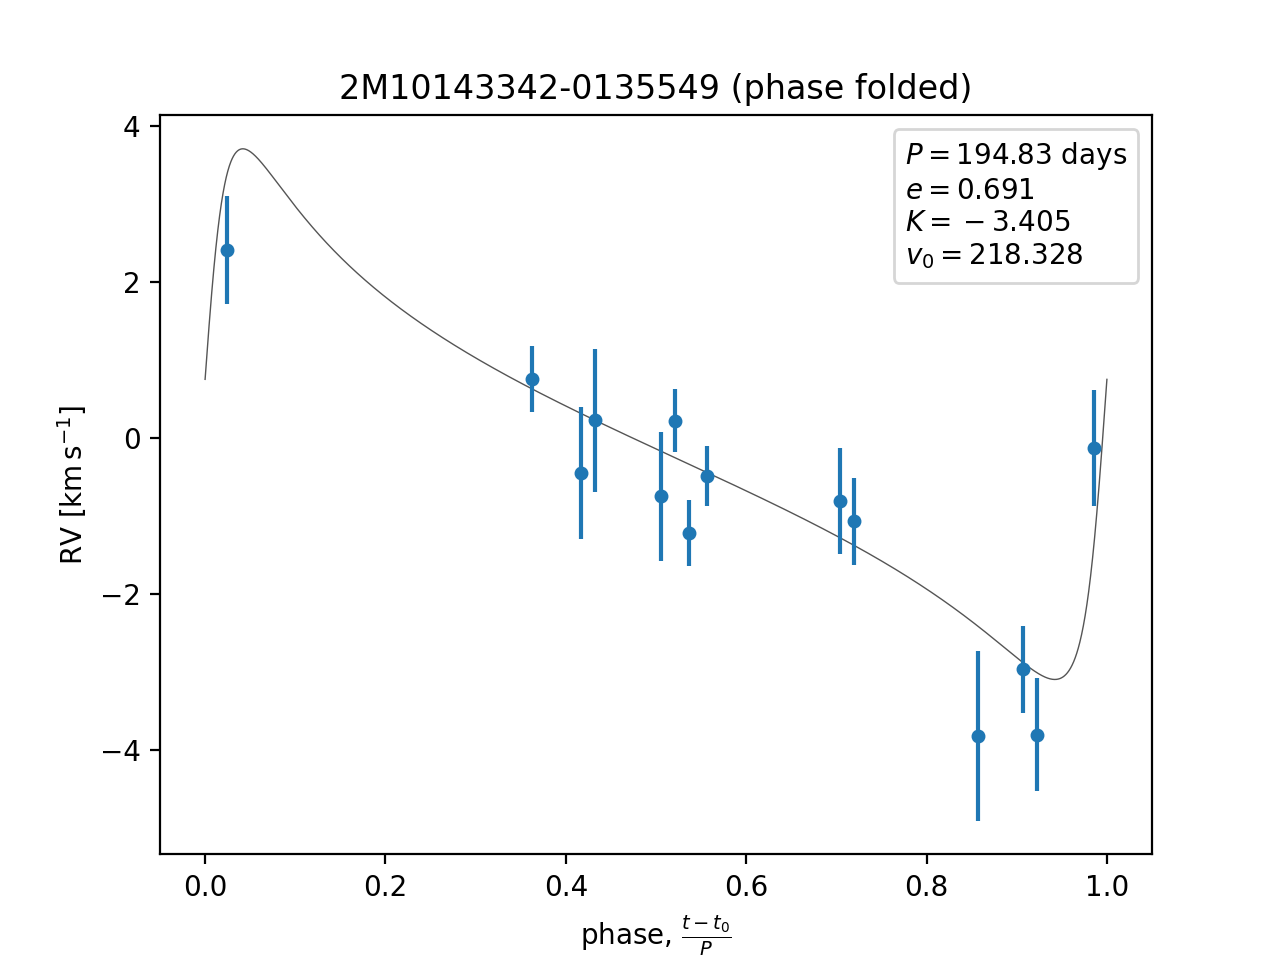 2M10143342-0135549 (phase folded)
P = 194.83 days
e = 0.691
K = −3.405
v₀ = 218.328
RV [km s⁻¹]
4
2
0
−2
−4
0.0 0.2 0.4 0.6 0.8 1.0
phase, (t − t₀)/P